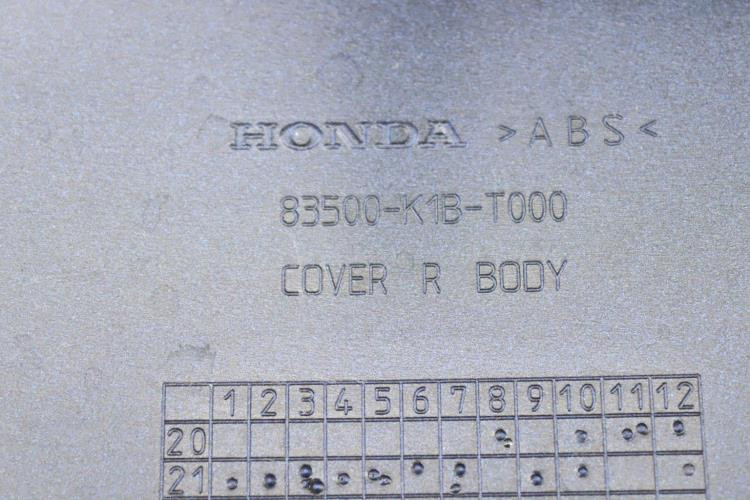 HONDA >ABS<
83500-K1B-T000
COVER R BODY
1 2 3 4 5 6 7 8 9 10 11 12
20
21